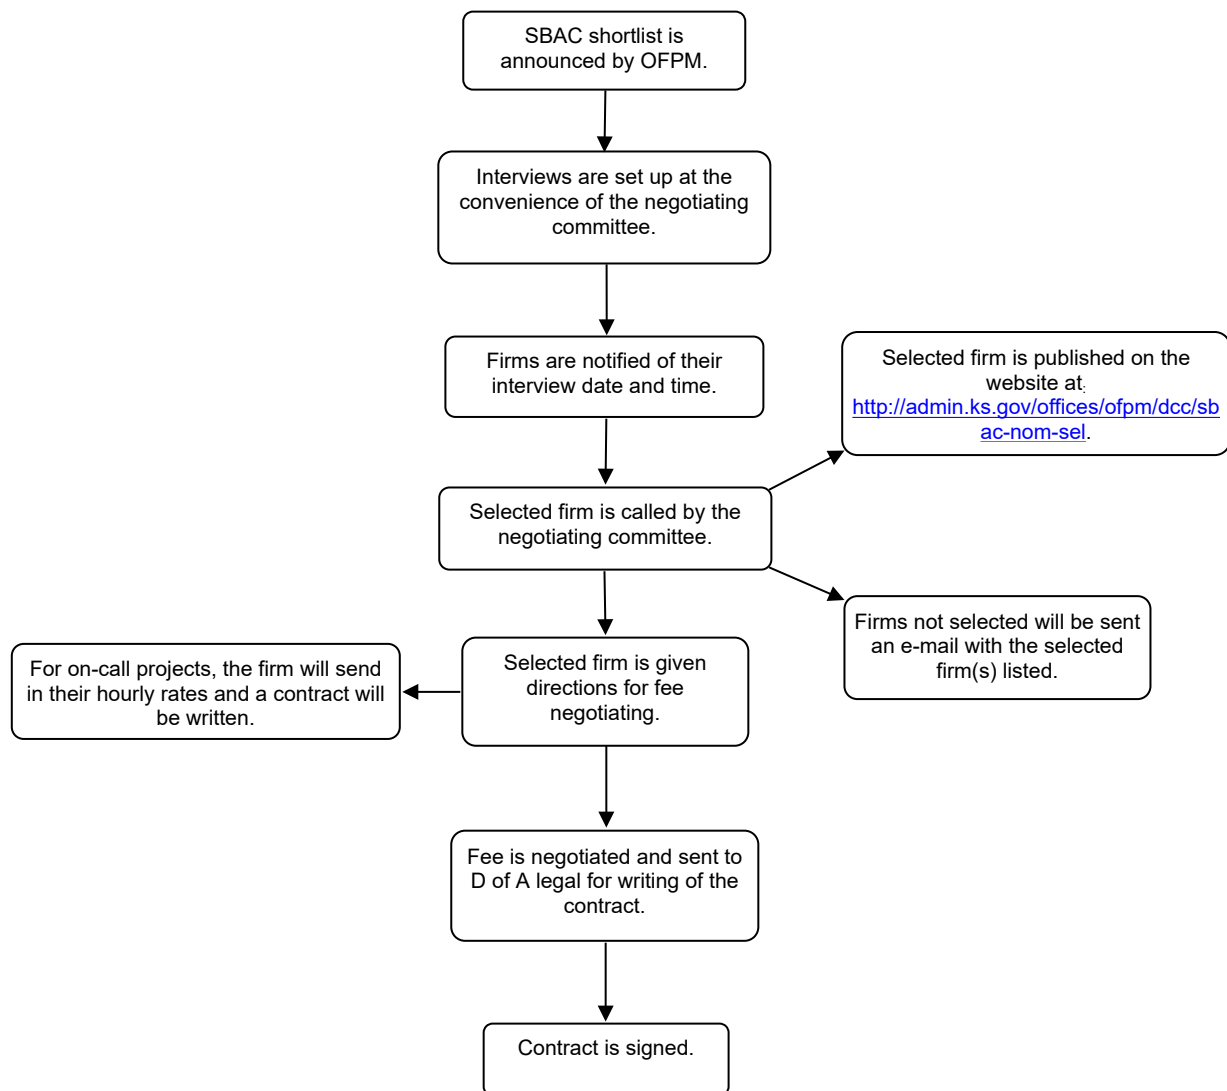 SBAC shortlist is
announced by OFPM.
Interviews are set up at the
convenience of the negotiating
committee.
Firms are notified of their
interview date and time.
Selected firm is published on the
website at:
http://admin.ks.gov/offices/ofpm/dcc/sb
ac-nom-sel.
Selected firm is called by the
negotiating committee.
Firms not selected will be sent
an e-mail with the selected
firm(s) listed.
Selected firm is given
directions for fee
negotiating.
For on-call projects, the firm will send
in their hourly rates and a contract will
be written.
Fee is negotiated and sent to
D of A legal for writing of the
contract.
Contract is signed.